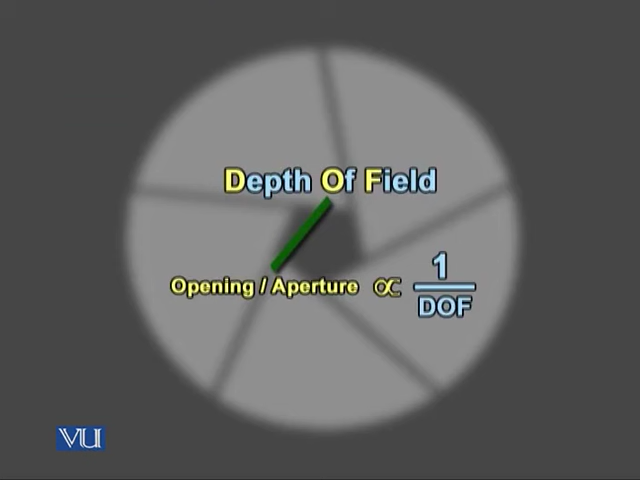 Depth Of Field
Opening / Aperture ∝ 1
DOF
VU